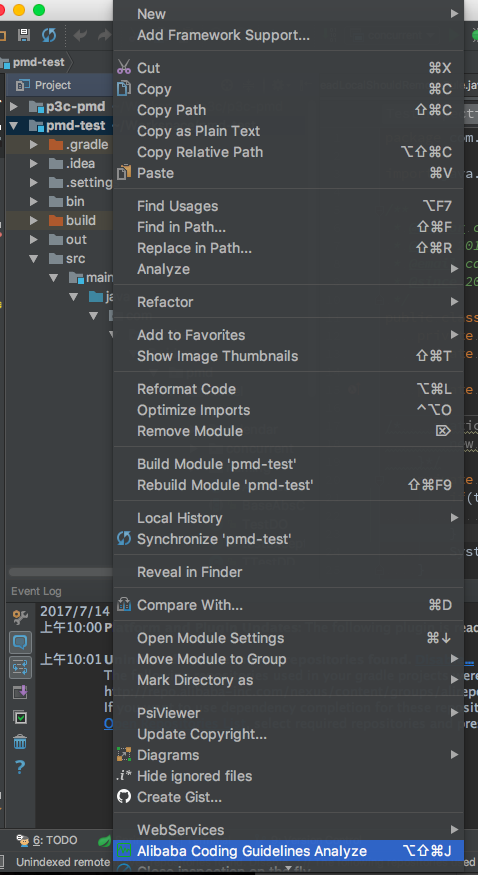 New
Add Framework Support...
pmd-test
Cut ⌘X
Project
Copy ⌘C
p3c-pmd
Copy Path ⇧⌘C
pmd-test
Copy as Plain Text
.gradle
Copy Relative Path ⌥⇧⌘C
.idea
Paste ⌘V
.setting
bin
Find Usages ⌥F7
build
Find in Path... ⇧⌘F
out
Replace in Path... ⇧⌘R
src
Analyze
main
Refactor
Add to Favorites
Show Image Thumbnails ⇧⌘T
Reformat Code ⌥⌘L
Optimize Imports ^⌥O
Remove Module ⌦
Build Module 'pmd-test'
Rebuild Module 'pmd-test' ⇧⌘F9
Local History
Synchronize 'pmd-test'
Reveal in Finder
Event Log
Compare With... ⌘D
2017/7/14
上午10:00
Open Module Settings ⌘↓
上午10:01
Move Module to Group
Mark Directory as
PsiViewer
Update Copyright...
Diagrams
Hide ignored files
Create Gist...
WebServices
6: TODO
Alibaba Coding Guidelines Analyze ⌥⇧⌘J
Unindexed remote